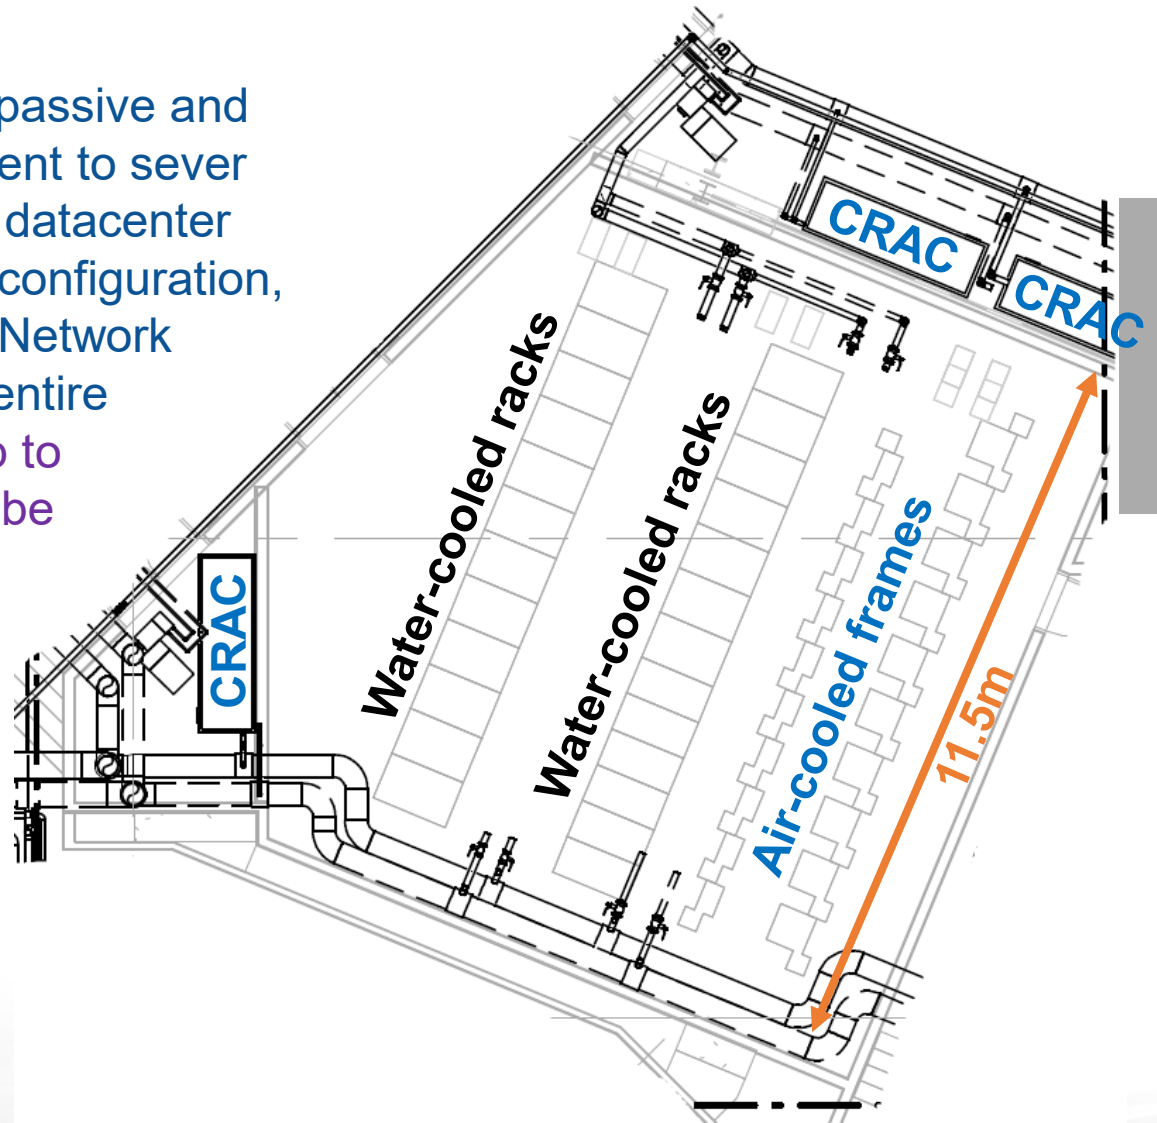 passive and
ent to sever
datacenter
configuration,
Network
entire
to
be
CRAC
CRAC
Water-cooled racks
Water-cooled racks
Air-cooled frames
CRAC
11.5m